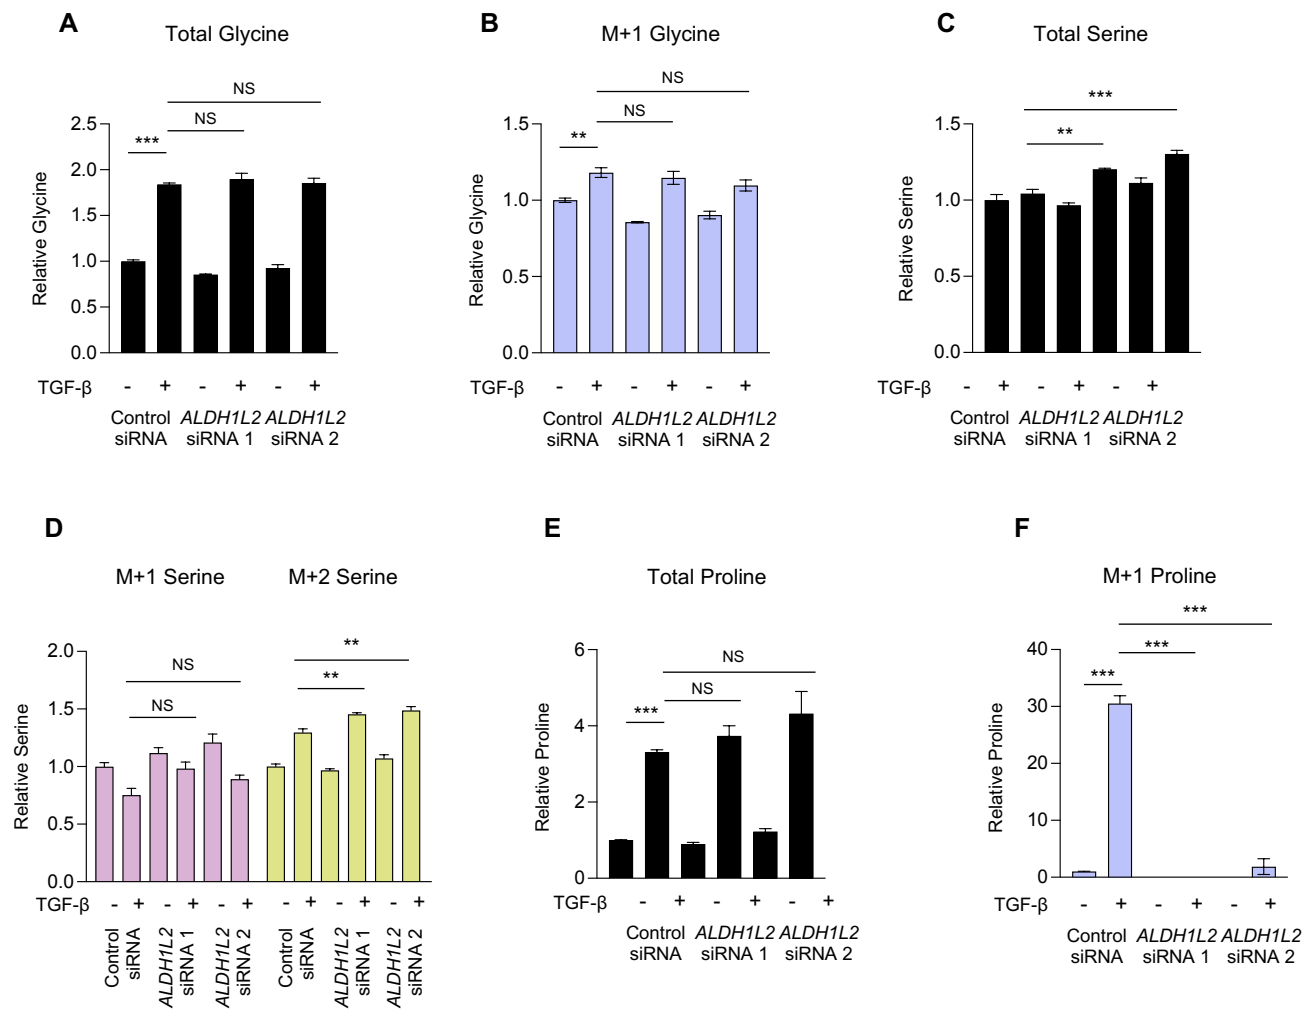 A
Total Glycine
NS
NS
***
Relative Glycine
2.5
2.0
1.5
1.0
0.5
0.0
TGF-β - + - + - +
Control ALDH1L2 ALDH1L2
siRNA siRNA 1 siRNA 2
B
M+1 Glycine
NS
NS
**
Relative Glycine
1.5
1.0
0.5
0.0
TGF-β - + - + - +
Control ALDH1L2 ALDH1L2
siRNA siRNA 1 siRNA 2
C
Total Serine
***
**
Relative Serine
1.5
1.0
0.5
0.0
TGF-β - + - + - +
Control ALDH1L2 ALDH1L2
siRNA siRNA 1 siRNA 2
D
M+1 Serine M+2 Serine
NS
NS
**
**
Relative Serine
2.0
1.5
1.0
0.5
0.0
TGF-β - + - + - + - + - + - +
Control
siRNA
ALDH1L2
siRNA 1
ALDH1L2
siRNA 2
Control
siRNA
ALDH1L2
siRNA 1
ALDH1L2
siRNA 2
E
Total Proline
NS
NS
***
Relative Proline
6
4
2
0
TGF-β - + - + - +
Control ALDH1L2 ALDH1L2
siRNA siRNA 1 siRNA 2
F
M+1 Proline
***
***
***
Relative Proline
40
30
20
10
0
TGF-β - + - + - +
Control ALDH1L2 ALDH1L2
siRNA siRNA 1 siRNA 2